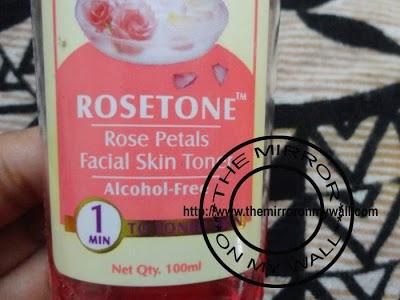 ROSETONE™
Rose Petals
Facial Skin Toner
Alcohol-Free
1
MIN
Net Qty. 100ml
THE MIRROR
http://www.themirroronmywall.com
ON MY WALL